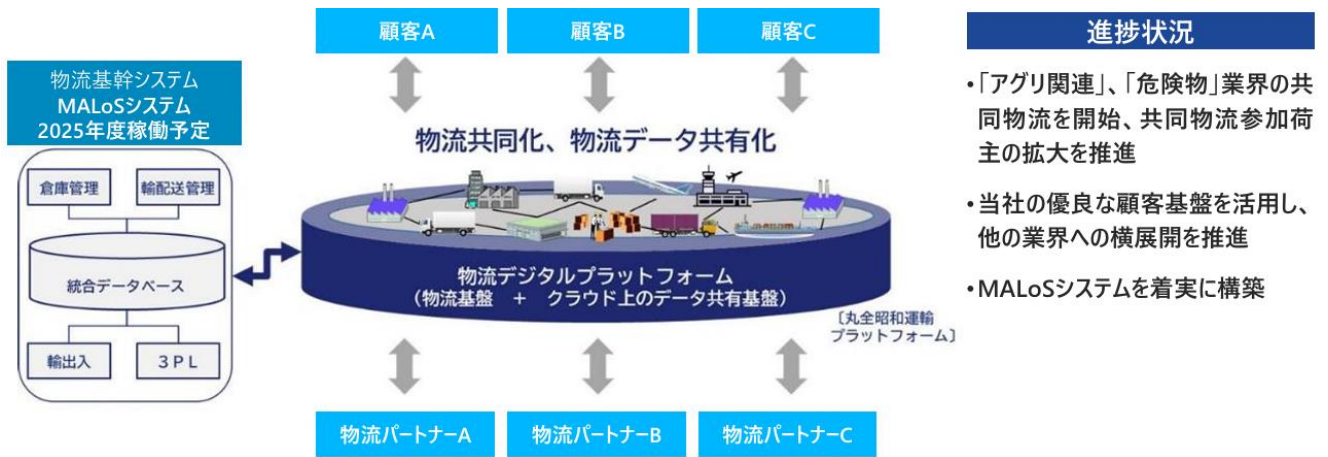 顧客A
顧客B
顧客C
物流基幹システム
MALoSシステム
2025年度稼働予定
倉庫管理
輸配送管理
統合データベース
輸出入
3PL
物流共同化、物流データ共有化
物流デジタルプラットフォーム
（物流基盤 + クラウド上のデータ共有基盤）
〔丸全昭和運輸
プラットフォーム〕
物流パートナーA
物流パートナーB
物流パートナーC
進捗状況
•「アグリ関連」、「危険物」業界の共
同物流を開始、共同物流参加荷
主の拡大を推進
•当社の優良な顧客基盤を活用し、
他の業界への横展開を推進
•MALoSシステムを着実に構築